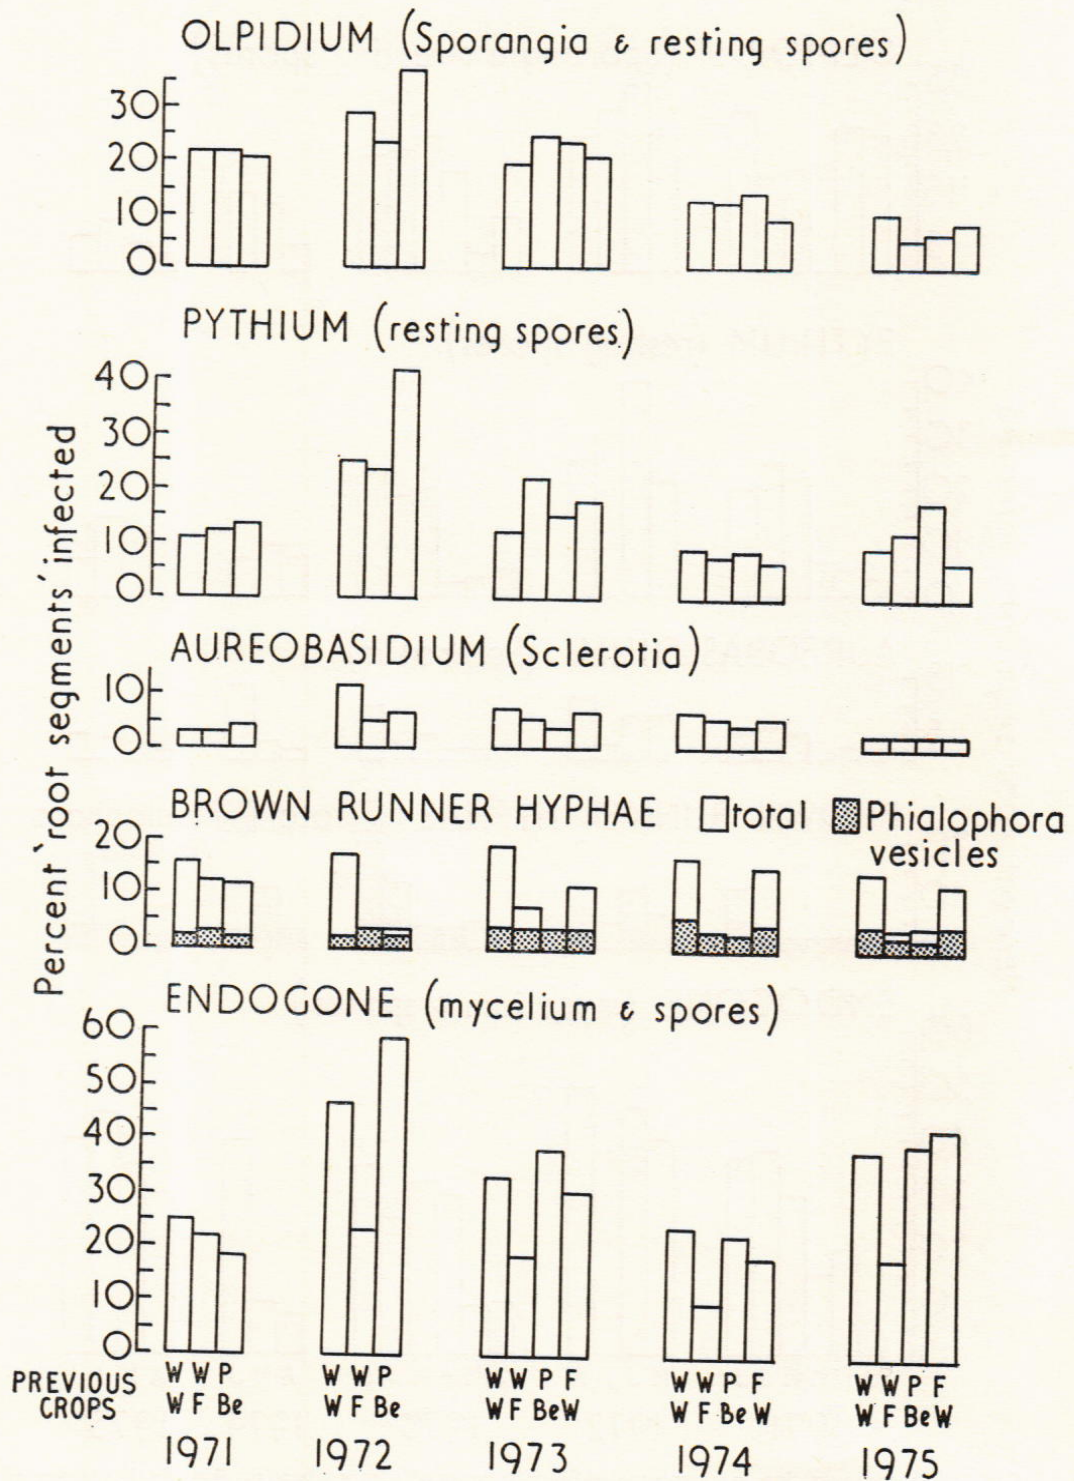 OLPIDIUM (Sporangia & resting spores)
30
20
10
0
PYTHIUM (resting spores)
40
30
20
10
0
AUREOBASIDIUM (Sclerotia)
10
0
BROWN RUNNER HYPHAE total Phialophora vesicles
20
10
0
ENDOGONE (mycelium & spores)
60
50
40
30
20
10
0
Percent 'root segments' infected
PREVIOUS CROPS
W W P W W P W W P F W W P F W W P F
W F Be W F Be W F Be W W F Be W W F Be W
1971 1972 1973 1974 1975